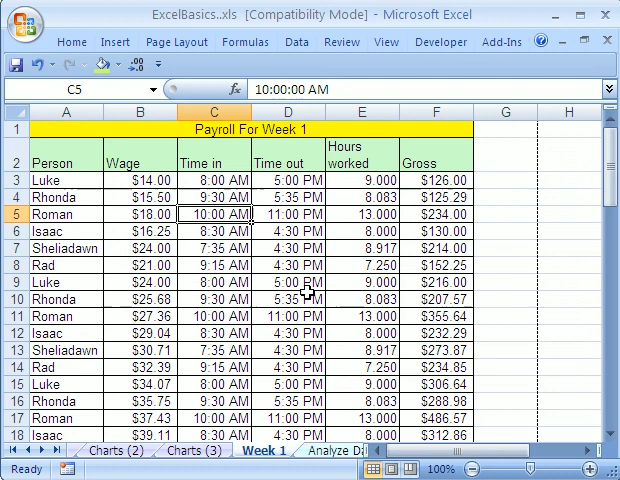 ExcelBasics..xls [Compatibility Mode] - Microsoft Excel
Home Insert Page Layout Formulas Data Review View Developer Add-Ins
C5 fx 10:00:00 AM
A B C D E F G H
1 Payroll For Week 1
2 Person Wage Time in Time out Hours worked Gross
3 Luke $14.00 8:00 AM 5:00 PM 9.000 $126.00
4 Rhonda $15.50 9:30 AM 5:35 PM 8.083 $125.29
5 Roman $18.00 10:00 AM 11:00 PM 13.000 $234.00
6 Isaac $16.25 8:30 AM 4:30 PM 8.000 $130.00
7 Sheliadawn $24.00 7:35 AM 4:30 PM 8.917 $214.00
8 Rad $21.00 9:15 AM 4:30 PM 7.250 $152.25
9 Luke $24.00 8:00 AM 5:00 PM 9.000 $216.00
10 Rhonda $25.68 9:30 AM 5:35 PM 8.083 $207.57
11 Roman $27.36 10:00 AM 11:00 PM 13.000 $355.64
12 Isaac $29.04 8:30 AM 4:30 PM 8.000 $232.29
13 Sheliadawn $30.71 7:35 AM 4:30 PM 8.917 $273.87
14 Rad $32.39 9:15 AM 4:30 PM 7.250 $234.85
15 Luke $34.07 8:00 AM 5:00 PM 9.000 $306.64
16 Rhonda $35.75 9:30 AM 5:35 PM 8.083 $288.98
17 Roman $37.43 10:00 AM 11:00 PM 13.000 $486.57
18 Isaac $39.11 8:30 AM 4:30 PM 8.000 $312.86
Charts (2) Charts (3) Week 1 Analyze Da
Ready 100%